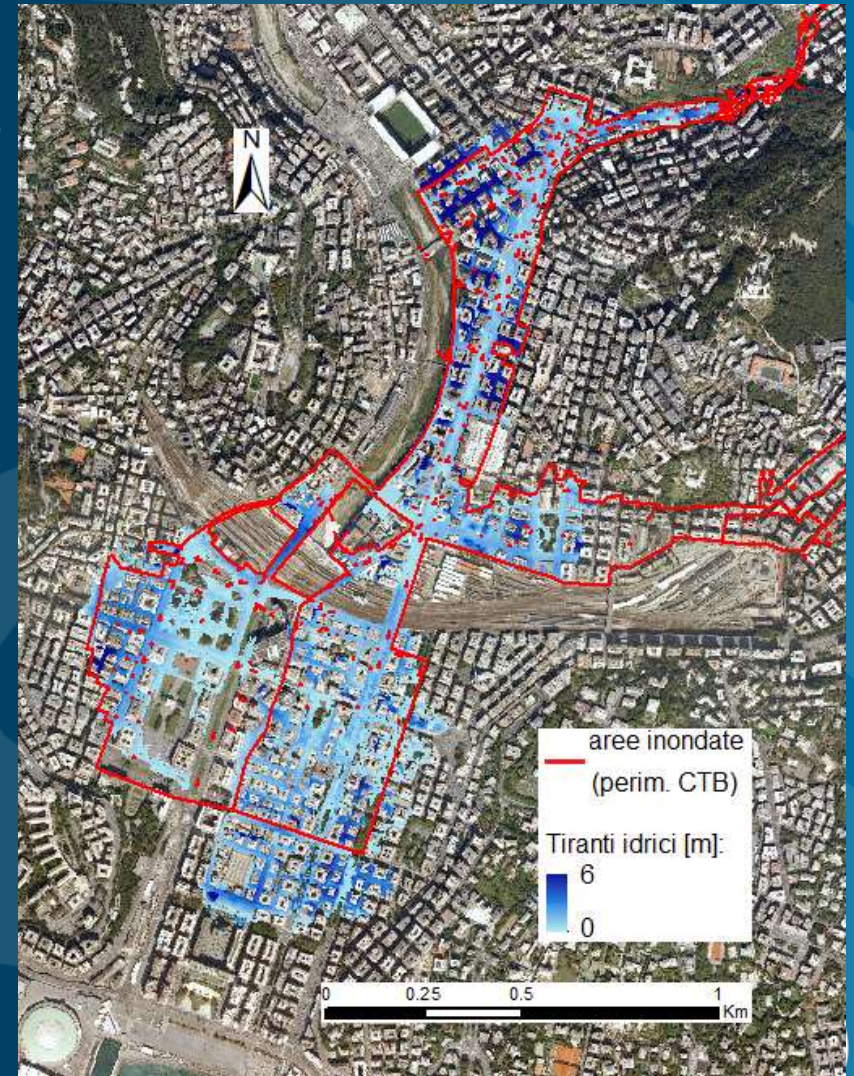 N
aree inondate
(perim. CTB)
Tiranti idrici [m]:
6
0
0 0.25 0.5 1
Km